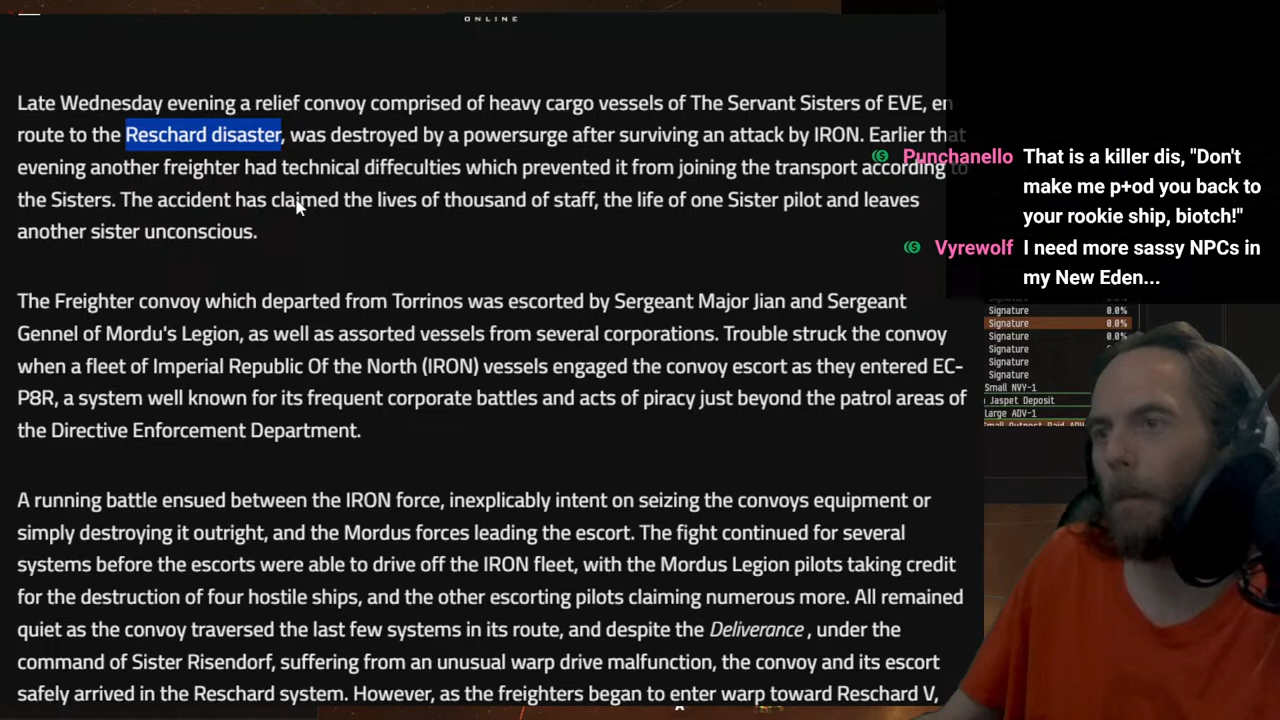 ONLINE
Late Wednesday evening a relief convoy comprised of heavy cargo vessels of The Servant Sisters of EVE, en
route to the Reschard disaster, was destroyed by a powersurge after surviving an attack by IRON. Earlier that
evening another freighter had technical diffeculties which prevented it from joining the transport according to
the Sisters. The accident has claimed the lives of thousand of staff, the life of one Sister pilot and leaves
another sister unconscious.
The Freighter convoy which departed from Torrinos was escorted by Sergeant Major Jian and Sergeant
Gennel of Mordu's Legion, as well as assorted vessels from several corporations. Trouble struck the convoy
when a fleet of Imperial Republic Of the North (IRON) vessels engaged the convoy escort as they entered EC-
P8R, a system well known for its frequent corporate battles and acts of piracy just beyond the patrol areas of
the Directive Enforcement Department.
A running battle ensued between the IRON force, inexplicably intent on seizing the convoys equipment or
simply destroying it outright, and the Mordus forces leading the escort. The fight continued for several
systems before the escorts were able to drive off the IRON fleet, with the Mordus Legion pilots taking credit
for the destruction of four hostile ships, and the other escorting pilots claiming numerous more. All remained
quiet as the convoy traversed the last few systems in its route, and despite the Deliverance , under the
command of Sister Risendorf, suffering from an unusual warp drive malfunction, the convoy and its escort
safely arrived in the Reschard system. However, as the freighters began to enter warp toward Reschard V,
Punchanello That is a killer dis, "Don't
make me p+od you back to
your rookie ship, biotch!"
Vyrewolf I need more sassy NPCs in
my New Eden...
Signature 0.0%
Signature 0.0%
Signature 0.0%
Signature
Signature
Signature
Small NVY-1
Jaspet Deposit
Large ADV-1
Small Outpost Raid ADV-